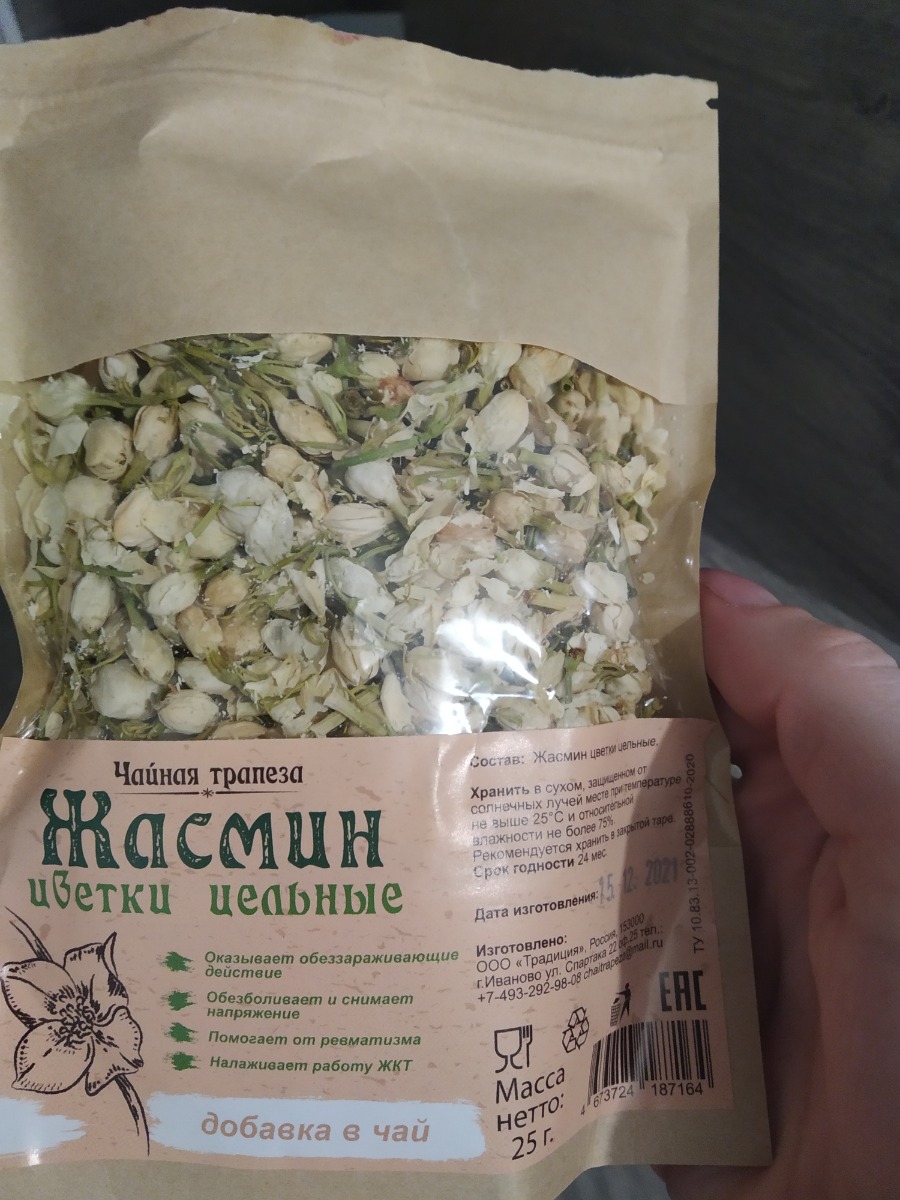 Чайная трапеза
Жасмин
цветки цельные
Оказывает обеззараживающие
действие
Обезболивает и снимает
напряжение
Помогает от ревматизма
Налаживает работу ЖКТ
добавка в чай
Состав: Жасмин цветки цельные.
Хранить в сухом, защищенном от
солнечных лучей месте при температуре
не выше 25°С и относительной
влажности не более 75%.
Рекомендуется хранить в закрытой таре.
Срок годности 24 мес.
Дата изготовления: 15.12.2021
Изготовлено:
ООО «Традиция», Россия, 153000
г.Иваново ул. Спартака 22 оф.25 тел.:
+7-493-292-98-08 chaitrapeza@mail.ru
ТУ 10.83.13-002-02888610-2020
EAC
Масса
нетто:
25 г.
4 673724 187164